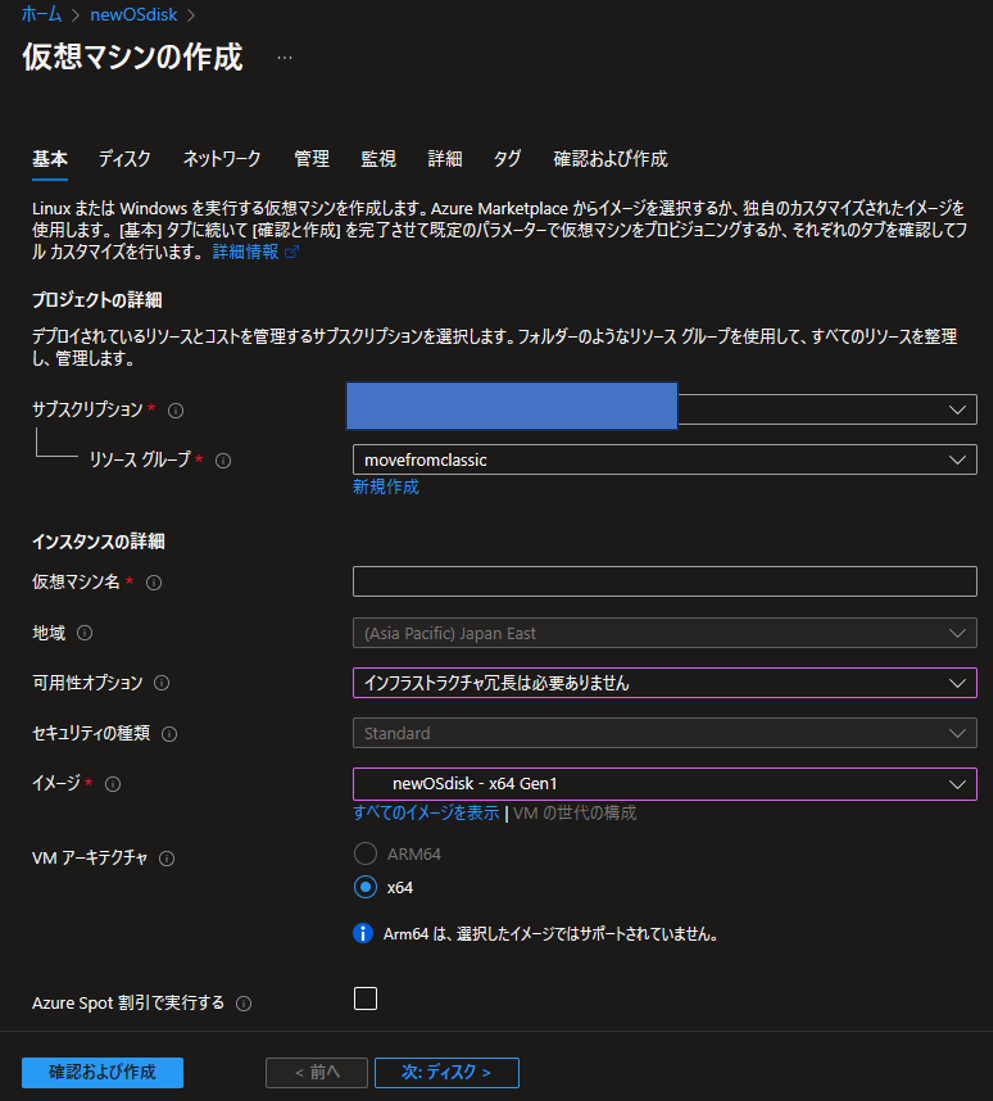 ホーム > newOSdisk >
仮想マシンの作成 …
基本 ディスク ネットワーク 管理 監視 詳細 タグ 確認および作成
Linux または Windows を実行する仮想マシンを作成します。Azure Marketplace からイメージを選択するか、独自のカスタマイズされたイメージを
使用します。[基本] タブに続いて [確認と作成] を完了させて既定のパラメーターで仮想マシンをプロビジョニングするか、それぞれのタブを確認してフ
ル カスタマイズを行います。 詳細情報
プロジェクトの詳細
デプロイされているリソースとコストを管理するサブスクリプションを選択します。フォルダーのようなリソース グループを使用して、すべてのリソースを整理
し、管理します。
サブスクリプション *
リソース グループ * movefromclassic
新規作成
インスタンスの詳細
仮想マシン名 *
地域 (Asia Pacific) Japan East
可用性オプション インフラストラクチャ冗長は必要ありません
セキュリティの種類 Standard
イメージ * newOSdisk - x64 Gen1
すべてのイメージを表示 | VM の世代の構成
VM アーキテクチャ ARM64
x64
Arm64 は、選択したイメージではサポートされていません。
Azure Spot 割引で実行する
確認および作成 < 前へ 次: ディスク >